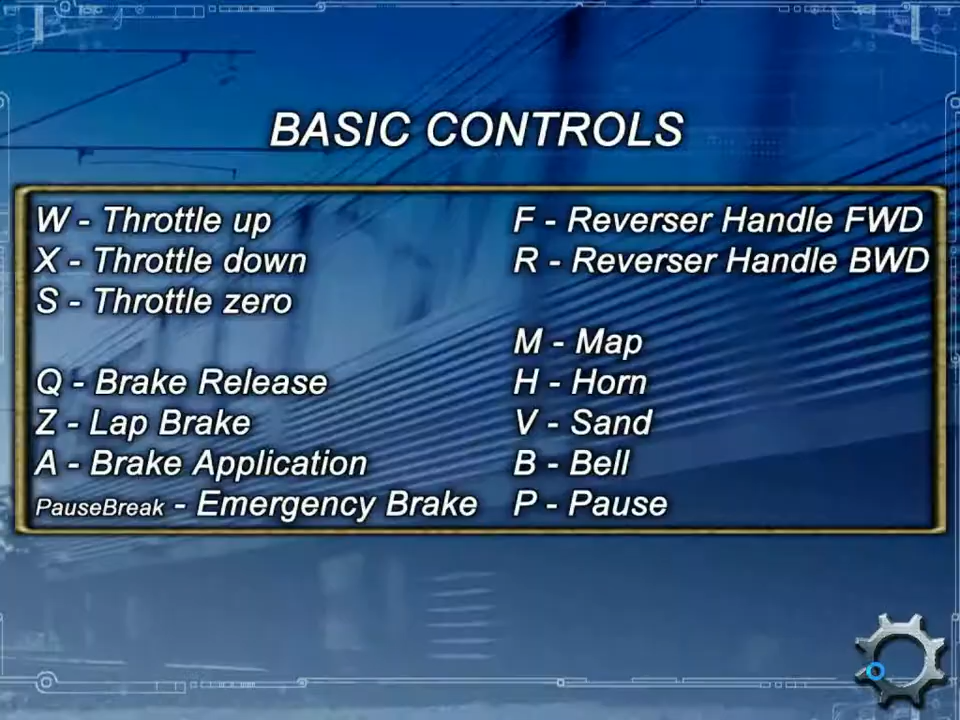 BASIC CONTROLS
W - Throttle up
X - Throttle down
S - Throttle zero
Q - Brake Release
Z - Lap Brake
A - Brake Application
PauseBreak - Emergency Brake
F - Reverser Handle FWD
R - Reverser Handle BWD
M - Map
H - Horn
V - Sand
B - Bell
P - Pause